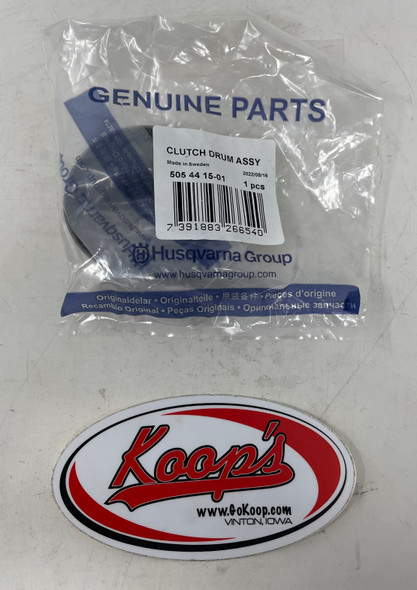 GENUINE PARTS
CLUTCH DRUM ASSY
Made in Sweden
2022/08/16
505 44 15-01
1 pcs
7 391883 266540
Husqvarna Group
www.husqvarnagroup.com
Originaldelar • Originalteile • 原装备件 • Pièces d'origine
Recambio Original • Peças Originais • Оригинальные запчасти
Koop's
www.GoKoop.com
VINTON, IOWA